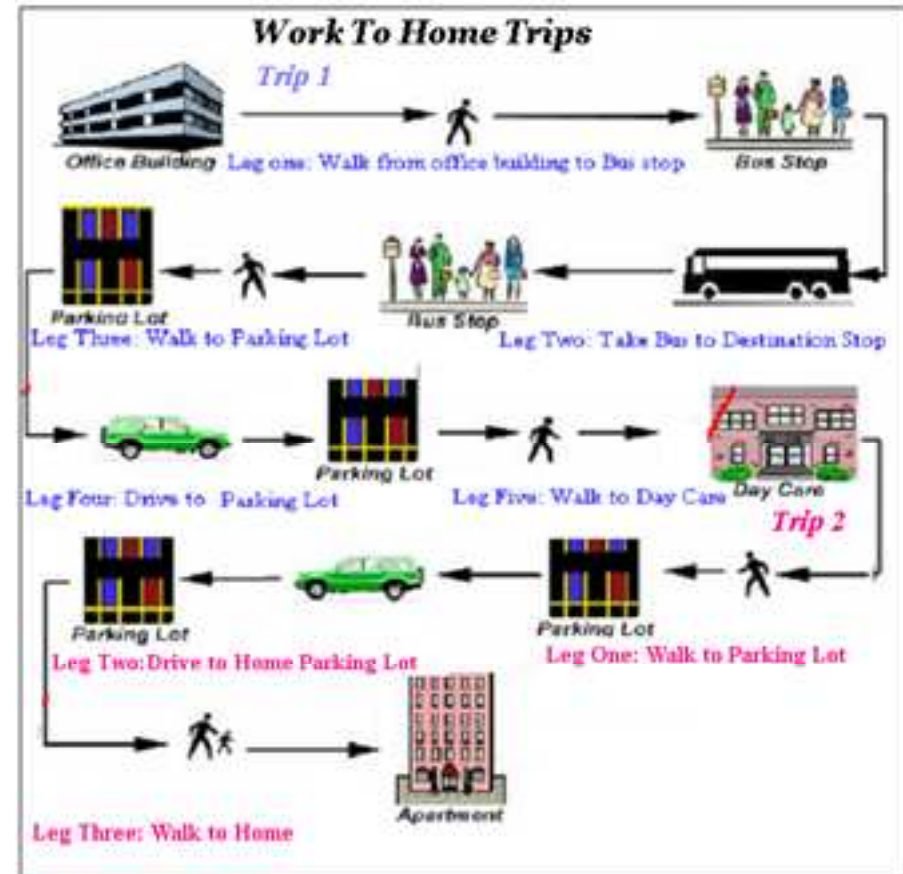 Work To Home Trips
Trip 1
Office Building
Leg one: Walk from office building to Bus stop
Bus Stop
Parking Lot
Bus Stop
Leg Three: Walk to Parking Lot
Leg Two: Take Bus to Destination Stop
Parking Lot
Leg Four: Drive to Parking Lot
Leg Five: Walk to Day Care
Day Care
Trip 2
Parking Lot
Parking Lot
Leg Two: Drive to Home Parking Lot
Leg One: Walk to Parking Lot
Apartment
Leg Three: Walk to Home